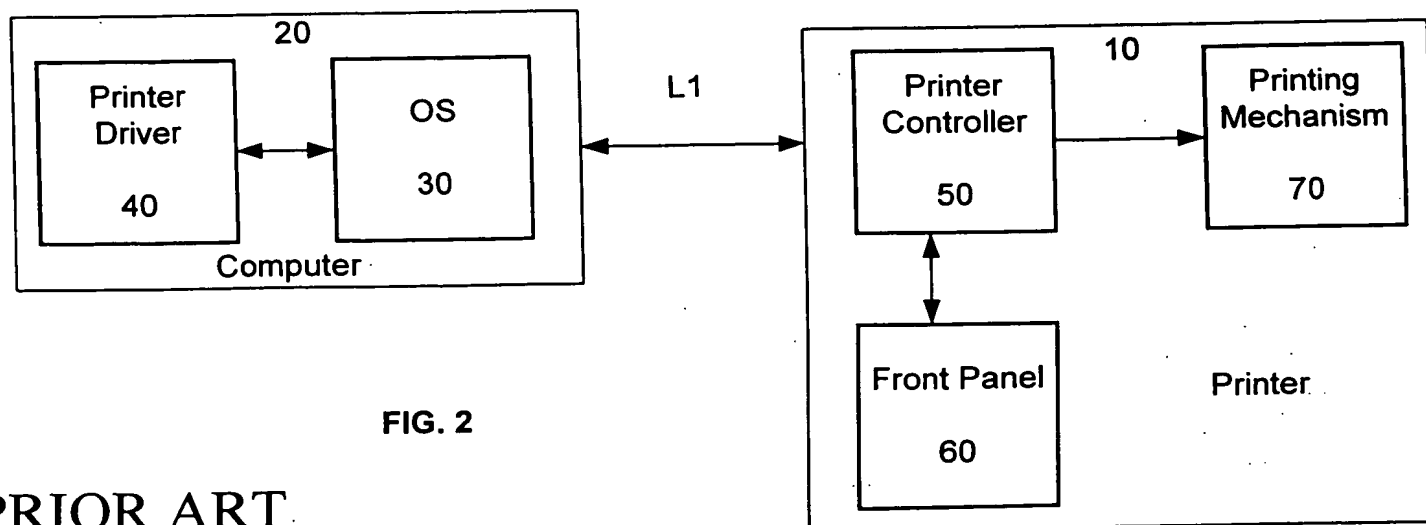 20
Printer
Driver
40
OS
30
Computer
L1
10
Printer
Controller
50
Printing
Mechanism
70
Front Panel
60
Printer
FIG. 2
PRIOR ART